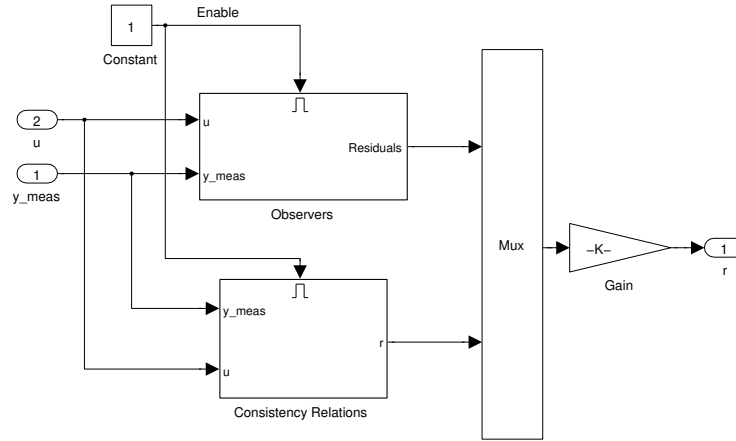 1
Enable
Constant
2
u
u
Residuals
1
y_meas
y_meas
Observers
Mux
−K−
1
Gain
r
y_meas
r
u
Consistency Relations